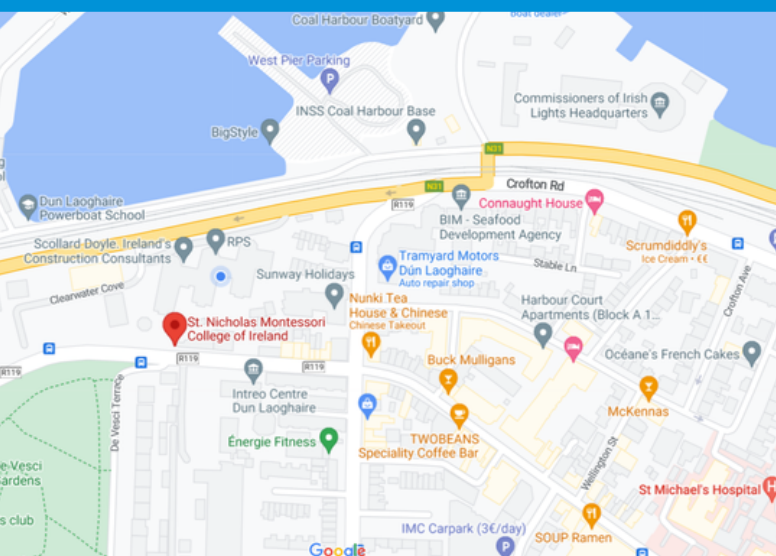 Coal Harbour Boatyard
Boat dealer
West Pier Parking
P
INSS Coal Harbour Base
Commissioners of Irish
Lights Headquarters
BigStyle
N31
N31
Crofton Rd
Dun Laoghaire
Powerboat School
R119
Connaught House
BIM - Seafood
Development Agency
Scollard Doyle. Ireland's
Construction Consultants
RPS
Scrumdiddly's
Ice Cream • €€
Tramyard Motors
Dún Laoghaire
Auto repair shop
Stable Ln
Sunway Holidays
Clearwater Cove
Crofton Ave
Nunki Tea
House & Chinese
Chinese Takeout
Harbour Court
Apartments (Block A 1...
St. Nicholas Montessori
College of Ireland
R119
R119
R119
Buck Mulligans
Océane's French Cakes
Intreo Centre
Dun Laoghaire
De Vesci Terrace
McKennas
Énergie Fitness
TWOBEANS
Speciality Coffee Bar
Wellington St
e Vesci
ardens
St Michael's Hospital
H
s club
IMC Carpark (3€/day)
P
SOUP Ramen
Google